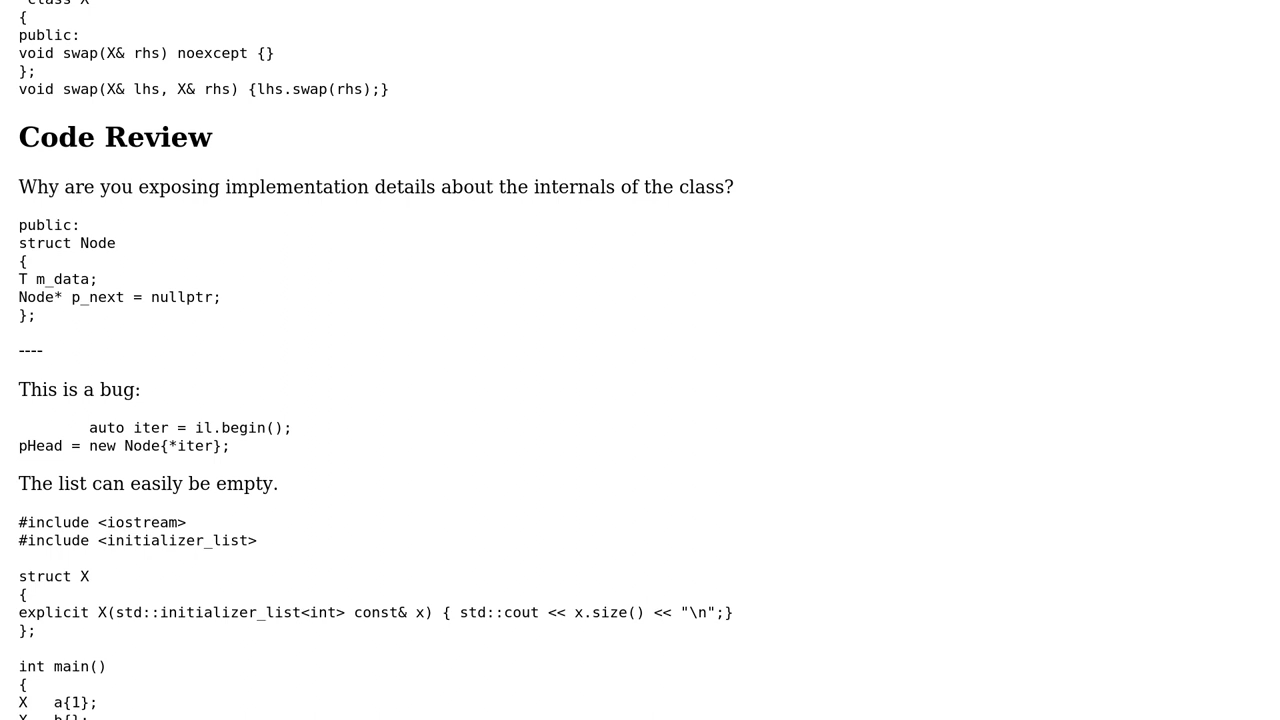 class X
{
public:
void swap(X& rhs) noexcept {}
};
void swap(X& lhs, X& rhs) {lhs.swap(rhs);}
Code Review
Why are you exposing implementation details about the internals of the class?
public:
struct Node
{
T m_data;
Node* p_next = nullptr;
};
----
This is a bug:
auto iter = il.begin();
pHead = new Node{*iter};
The list can easily be empty.
#include <iostream>
#include <initializer_list>
struct X
{
explicit X(std::initializer_list<int> const& x) { std::cout << x.size() << "\n";}
};
int main()
{
X   a{1};
X   b{};